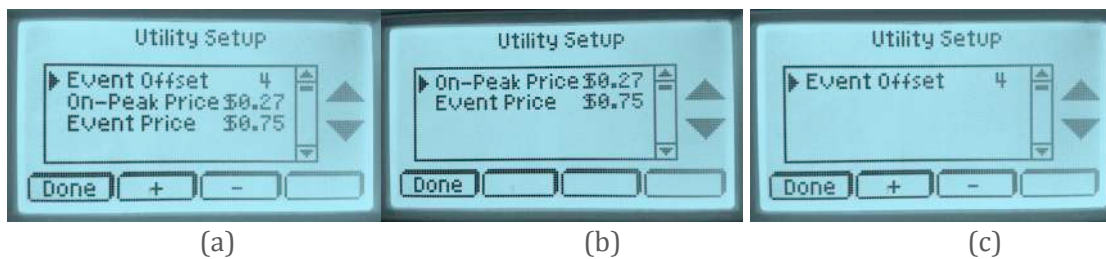 Utility Setup
Event Offset 4
On-Peak Price $0.27
Event Price $0.75
Done + -
(a)
Utility Setup
On-Peak Price $0.27
Event Price $0.75
Done
(b)
Utility Setup
Event Offset 4
Done + -
(c)